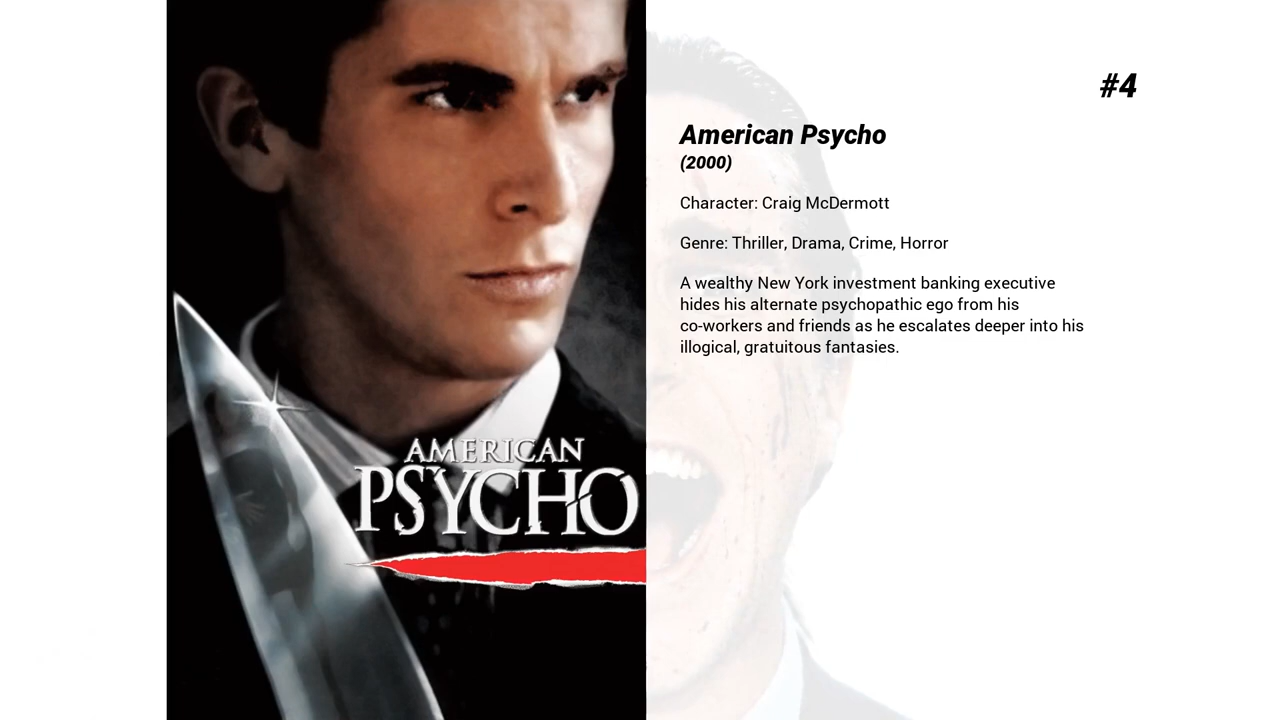 #4
American Psycho
(2000)
Character: Craig McDermott
Genre: Thriller, Drama, Crime, Horror
A wealthy New York investment banking executive
hides his alternate psychopathic ego from his
co-workers and friends as he escalates deeper into his
illogical, gratuitous fantasies.
AMERICAN
PSYCHO